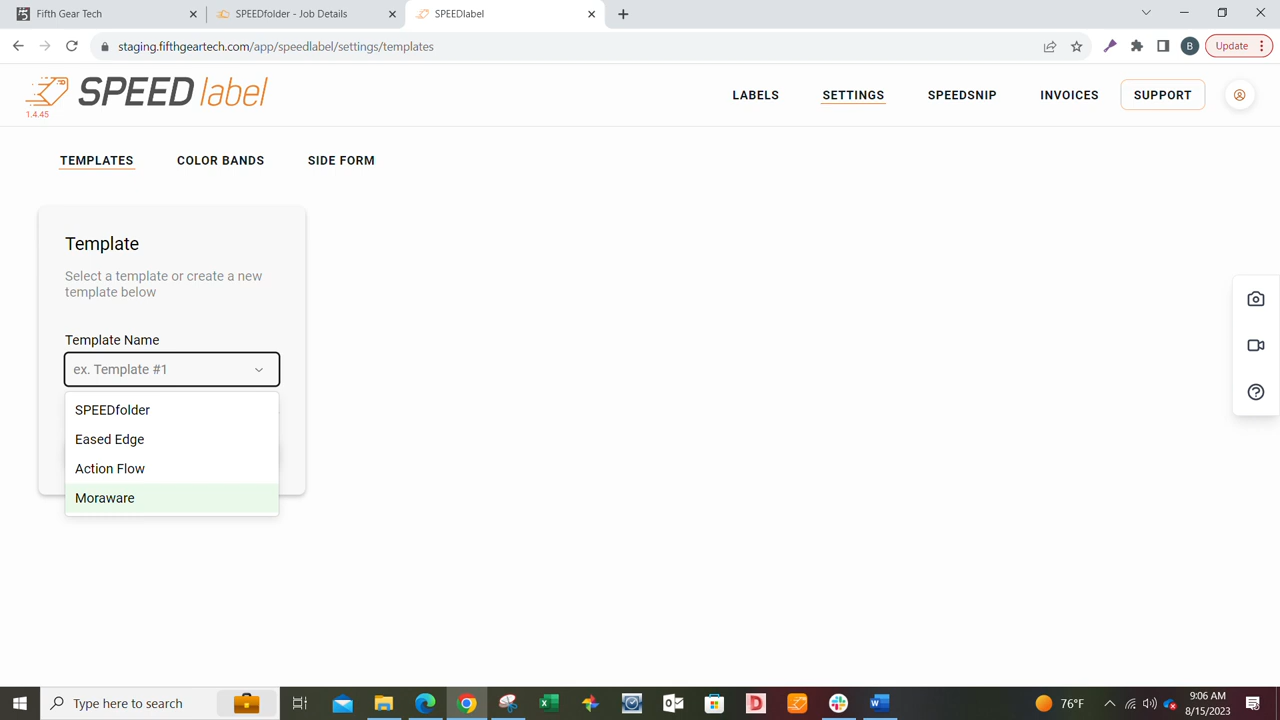 Fifth Gear Tech
SPEEDfolder - Job Details
SPEEDlabel
staging.fifthgeartech.com/app/speedlabel/settings/templates
B
Update
SPEED label
1.4.45
LABELS
SETTINGS
SPEEDSNIP
INVOICES
SUPPORT
TEMPLATES
COLOR BANDS
SIDE FORM
Template
Select a template or create a new
template below
Template Name
ex. Template #1
SPEEDfolder
Eased Edge
Action Flow
Moraware
Type here to search
76°F
9:06 AM
8/15/2023